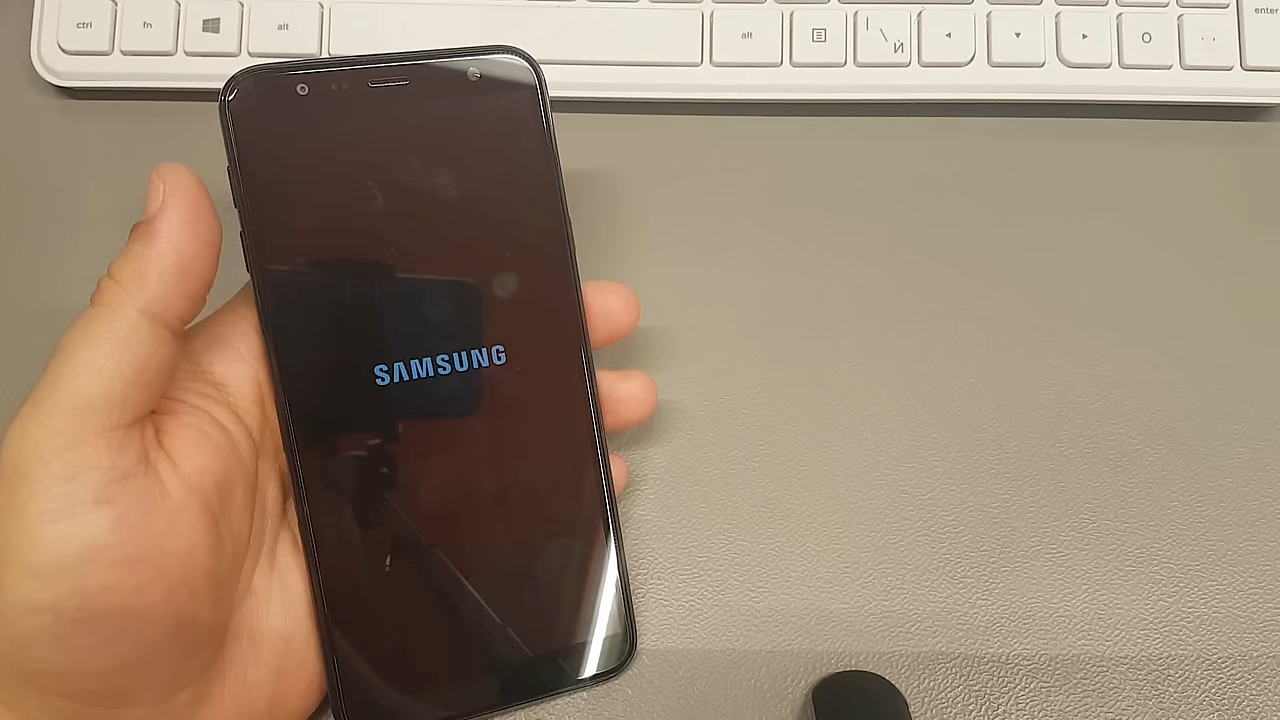 ctrl fn alt alt \ Й O enter
SAMSUNG